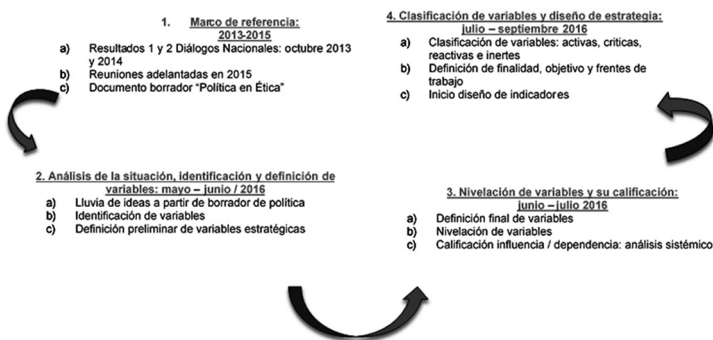 1. Marco de referencia:
2013-2015
a) Resultados 1 y 2 Diálogos Nacionales: octubre 2013
y 2014
b) Reuniones adelantadas en 2015
c) Documento borrador “Política en Ética”
2. Análisis de la situación, identificación y definición de
variables: mayo – junio / 2016
a) Lluvia de ideas a partir de borrador de política
b) Identificación de variables
c) Definición preliminar de variables estratégicas
3. Nivelación de variables y su calificación:
junio – julio 2016
a) Definición final de variables
b) Nivelación de variables
c) Calificación influencia / dependencia: análisis sistémico
4. Clasificación de variables y diseño de estrategia:
julio – septiembre 2016
a) Clasificación de variables: activas, criticas,
reactivas e inertes
b) Definición de finalidad, objetivo y frentes de
trabajo
c) Inicio diseño de indicadores